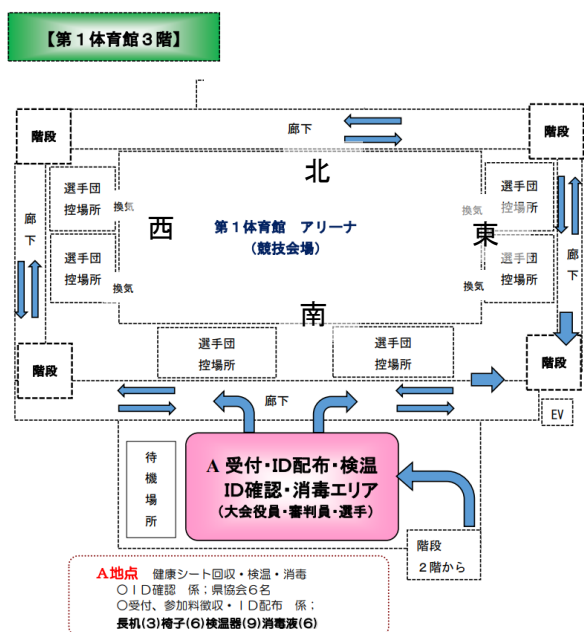 【第１体育館３階】
階段
廊下
階段
北
選手団
控場所
換気
選手団
控場所
換気
廊
下
西
第１体育館　アリーナ
（競技会場）
東
廊
下
選手団
控場所
換気
選手団
控場所
換気
南
階段
選手団
控場所
選手団
控場所
階段
廊下
EV
待
機
場
所
A 受付・ID配布・検温
ID確認・消毒エリア
（大会役員・審判員・選手）
階段
２階から
A地点　健康シート回収・検温・消毒
○ＩＤ確認　係；県協会６名
○受付、参加料徴収・ＩＤ配布　係；
長机(3)椅子(6)検温器(9)消毒液(6)